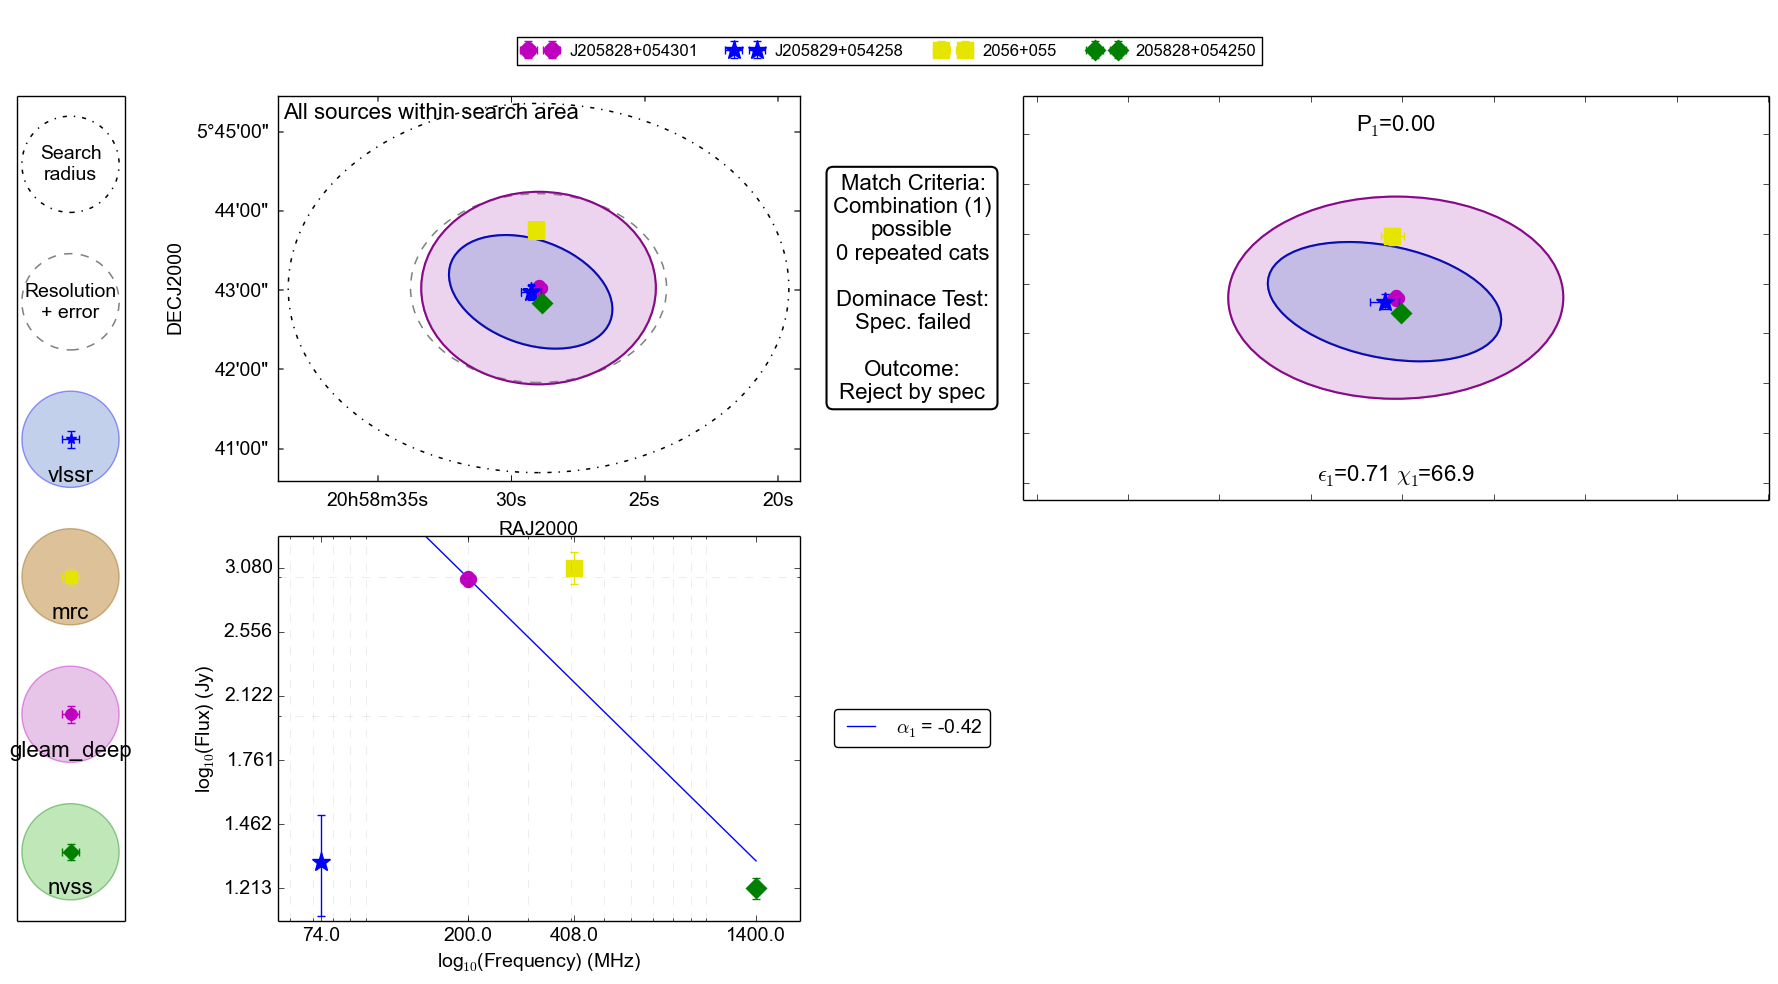 J205828+054301 J205829+054258 2056+055 205828+054250
Search
radius
Resolution
+ error
vlssr
mrc
gleam_deep
nvss
All sources within search area
5°45'00"
44'00"
43'00"
42'00"
41'00"
DECJ2000
20h58m35s 30s 25s 20s
RAJ2000
Match Criteria:
Combination (1)
possible
0 repeated cats
Dominace Test:
Spec. failed
Outcome:
Reject by spec
P₁=0.00
ϵ₁=0.71 χ₁=66.9
3.080
2.556
2.122
1.761
1.462
1.213
log₁₀(Flux) (Jy)
74.0 200.0 408.0 1400.0
log₁₀(Frequency) (MHz)
α₁ = -0.42